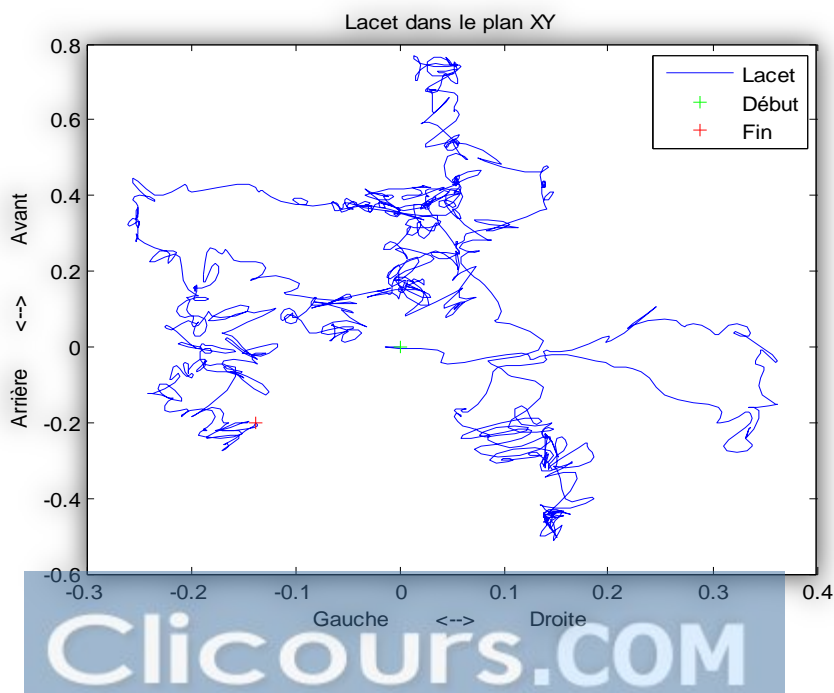 Lacet dans le plan XY
Lacet
Début
Fin
0.8
0.6
0.4
0.2
0
-0.2
-0.4
-0.6
Arrière <--> Avant
-0.3 -0.2 -0.1 0 0.1 0.2 0.3 0.4
Gauche <--> Droite
Clicours.COM